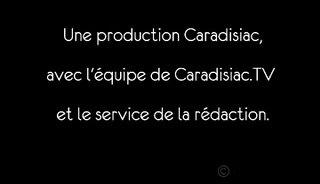 Une production Caradisiac,
avec l'équipe de Caradisiac.TV
et le service de la rédaction.
©